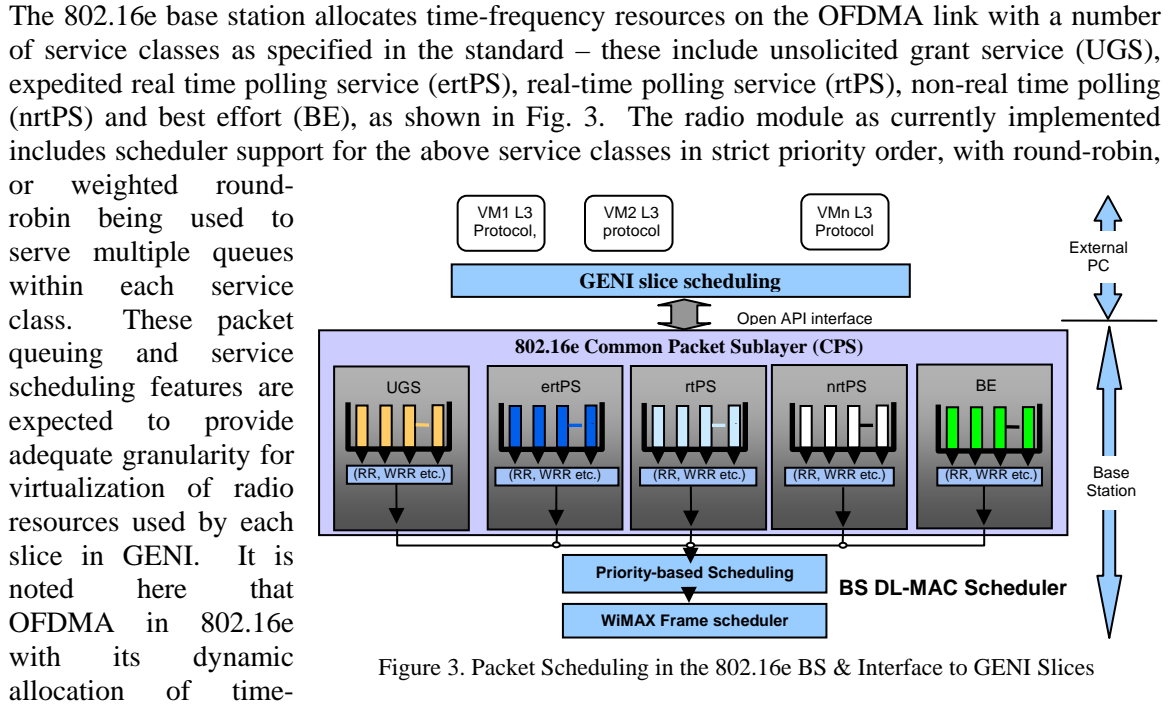 The 802.16e base station allocates time-frequency resources on the OFDMA link with a number
of service classes as specified in the standard – these include unsolicited grant service (UGS),
expedited real time polling service (ertPS), real-time polling service (rtPS), non-real time polling
(nrtPS) and best effort (BE), as shown in Fig. 3. The radio module as currently implemented
includes scheduler support for the above service classes in strict priority order, with round-robin,
or weighted round-
robin being used to
serve multiple queues
within each service
class. These packet
queuing and service
scheduling features are
expected to provide
adequate granularity for
virtualization of radio
resources used by each
slice in GENI. It is
noted here that
OFDMA in 802.16e
with its dynamic
allocation of time-
VM1 L3
Protocol,
VM2 L3
protocol
VMn L3
Protocol
GENI slice scheduling
Open API interface
External
PC
802.16e Common Packet Sublayer (CPS)
UGS
ertPS
rtPS
nrtPS
BE
(RR, WRR etc.)
(RR, WRR etc.)
(RR, WRR etc.)
(RR, WRR etc.)
(RR, WRR etc.)
Base
Station
Priority-based Scheduling
BS DL-MAC Scheduler
WiMAX Frame scheduler
Figure 3. Packet Scheduling in the 802.16e BS & Interface to GENI Slices